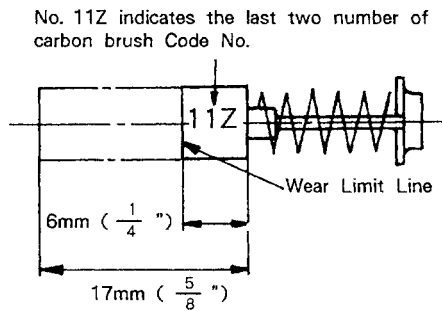 No. 11Z indicates the last two number of
carbon brush Code No.
11Z
Wear Limit Line
6mm ( 1/4 ")
17mm ( 5/8 ")